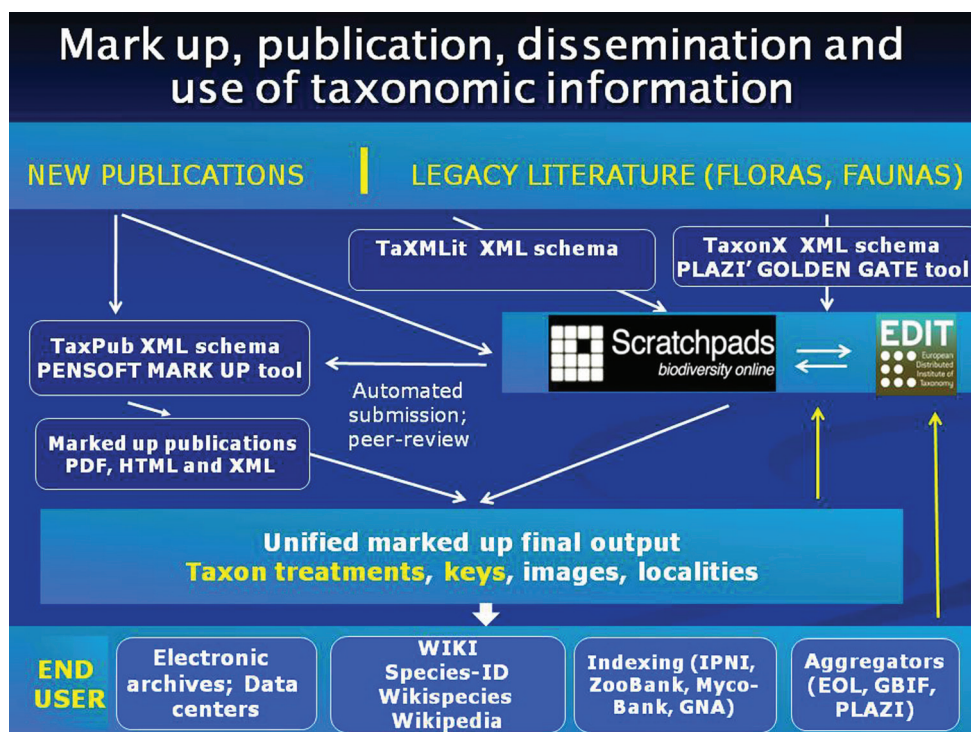 Mark up, publication, dissemination and
use of taxonomic information
NEW PUBLICATIONS
LEGACY LITERATURE (FLORAS, FAUNAS)
TaXMLit XML schema
TaxonX XML schema
PLAZI' GOLDEN GATE tool
TaxPub XML schema
PENSOFT MARK UP tool
Scratchpads
biodiversity online
EDIT
European
Distributed
Institute of
Taxonomy
Automated
submission;
peer-review
Marked up publications
PDF, HTML and XML
Unified marked up final output
Taxon treatments, keys, images, localities
END
USER
Electronic
archives; Data
centers
WIKI
Species-ID
Wikispecies
Wikipedia
Indexing (IPNI,
ZooBank, Myco-
Bank, GNA)
Aggregators
(EOL, GBIF,
PLAZI)